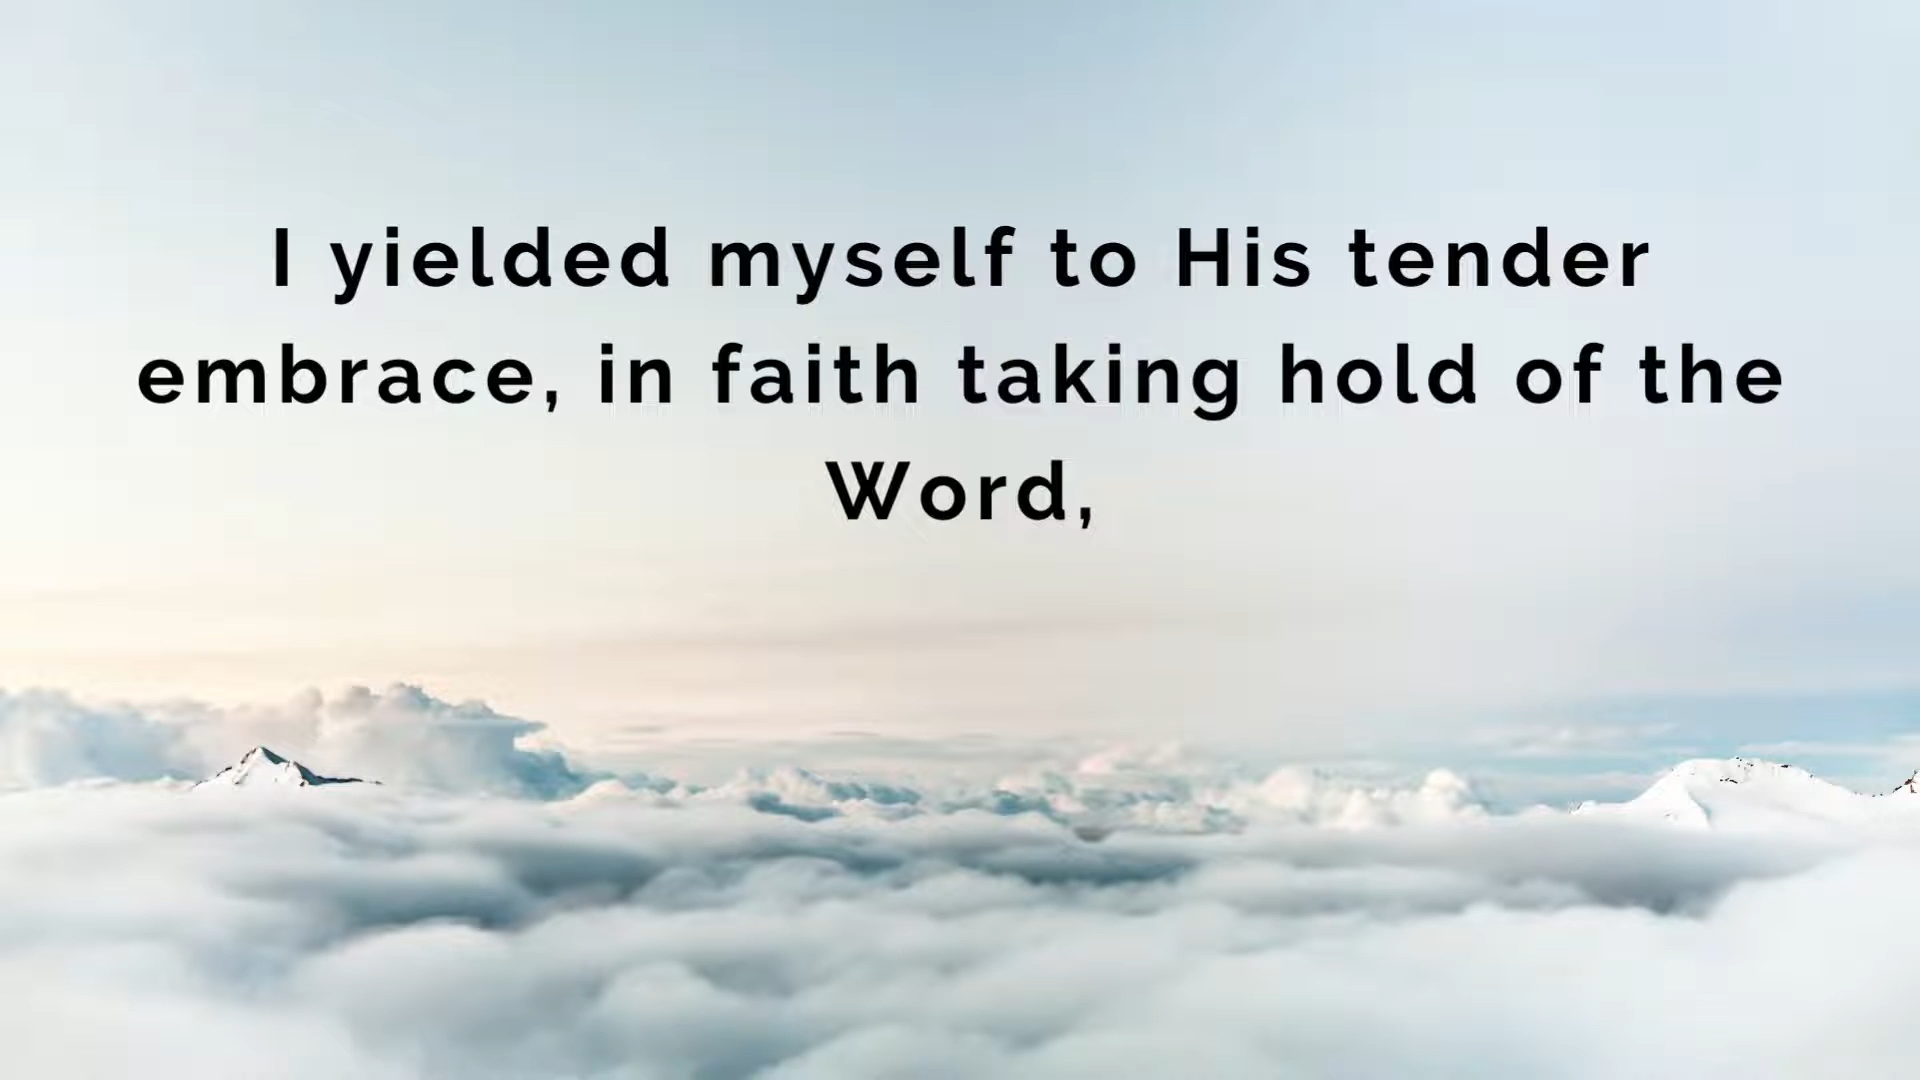 I yielded myself to His tender
embrace, in faith taking hold of the
Word,